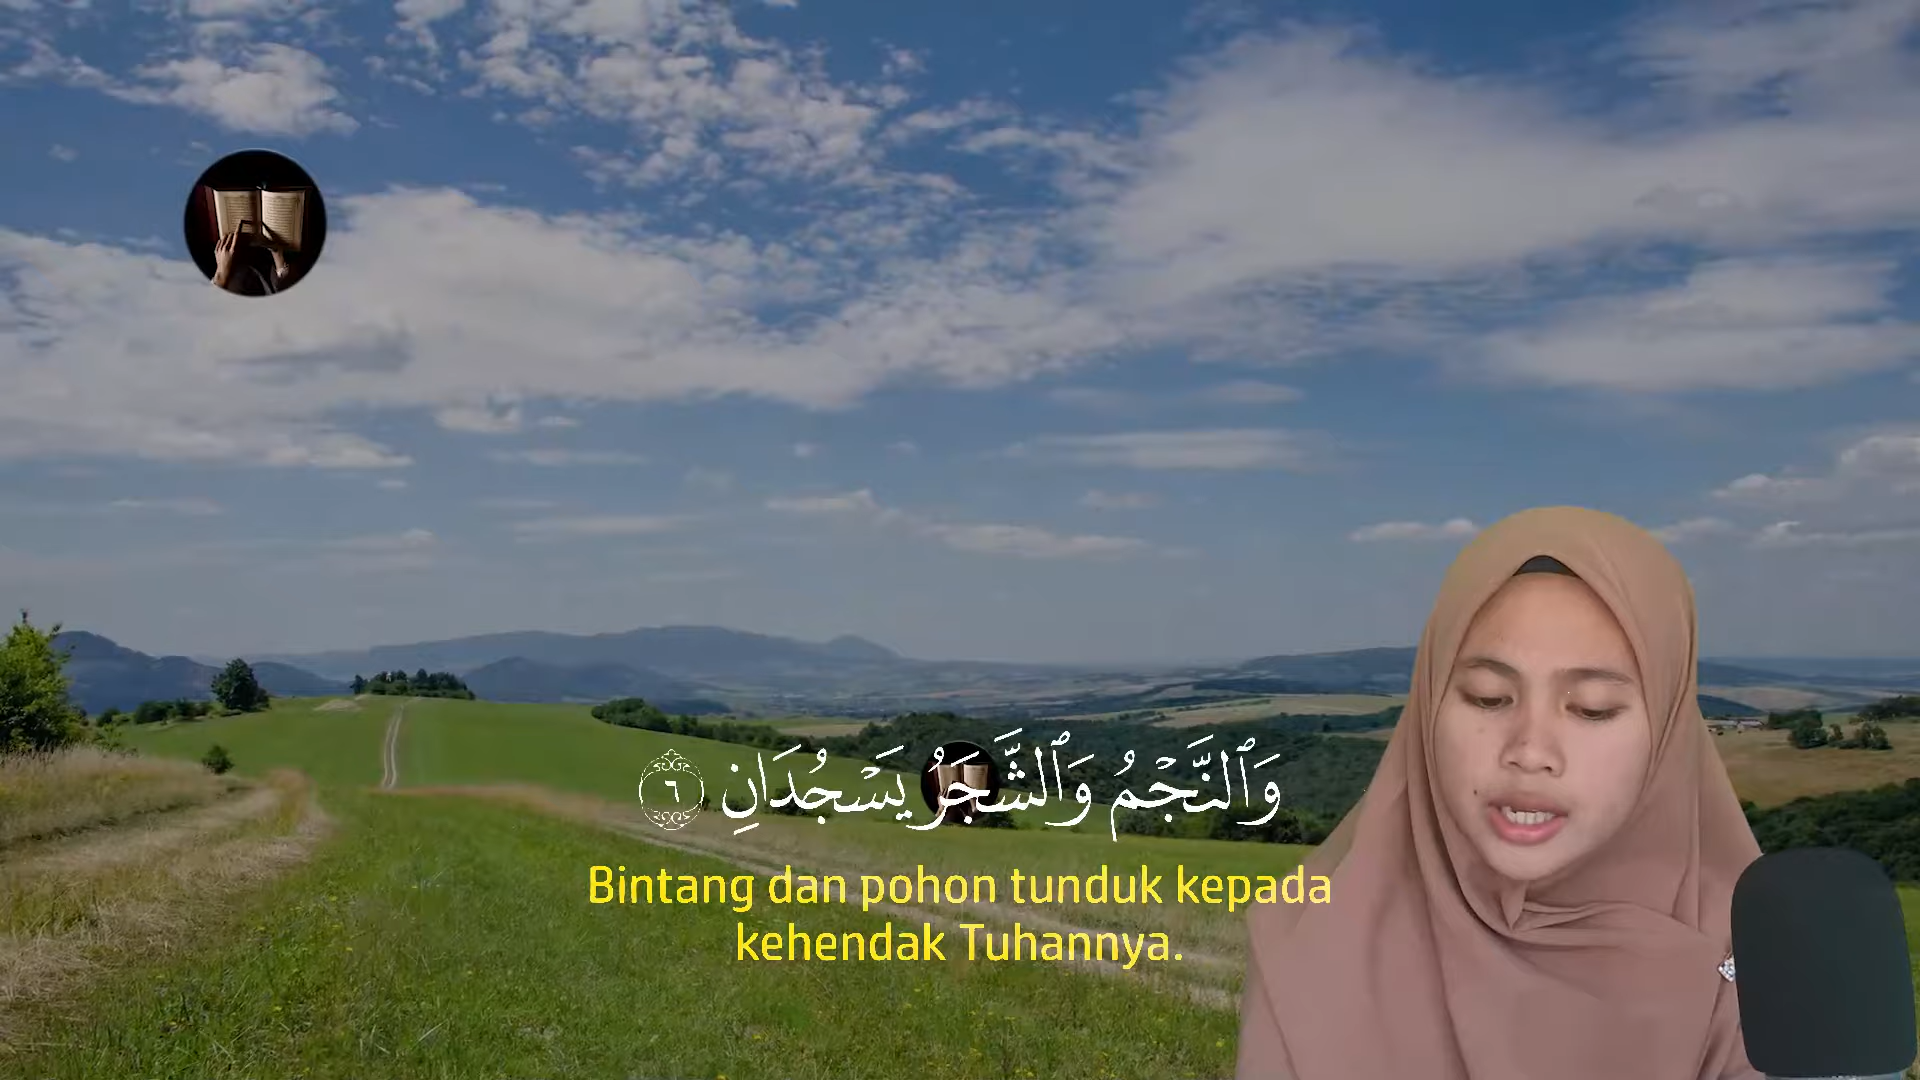 وَٱلنَّجْمُ وَٱلشَّجَرُ يَسْجُدَانِ ٦
Bintang dan pohon tunduk kepada
kehendak Tuhannya.